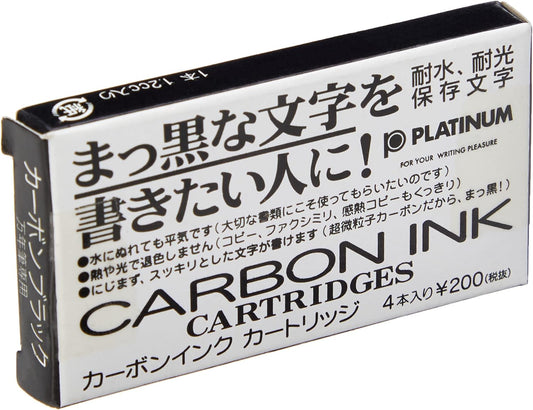 1本 1.2cc入り
紙
耐水、耐光
保存文字
まっ黒な文字を
書きたい人に!
PLATINUM
FOR YOUR WRITING PLEASURE
●水にぬれても平気です(大切な書類にこそ使ってもらいたいのです)
●熱や光で退色しません(コピー、ファクシミリ、感熱コピーもくっきり)
●にじまず、スッキリとした文字が書けます(超微粒子カーボンだから、まっ黒!)
CARBON INK
CARTRIDGES
カーボンインク カートリッジ
4本入り¥200(税抜)
カーボンブラック
万年筆専用